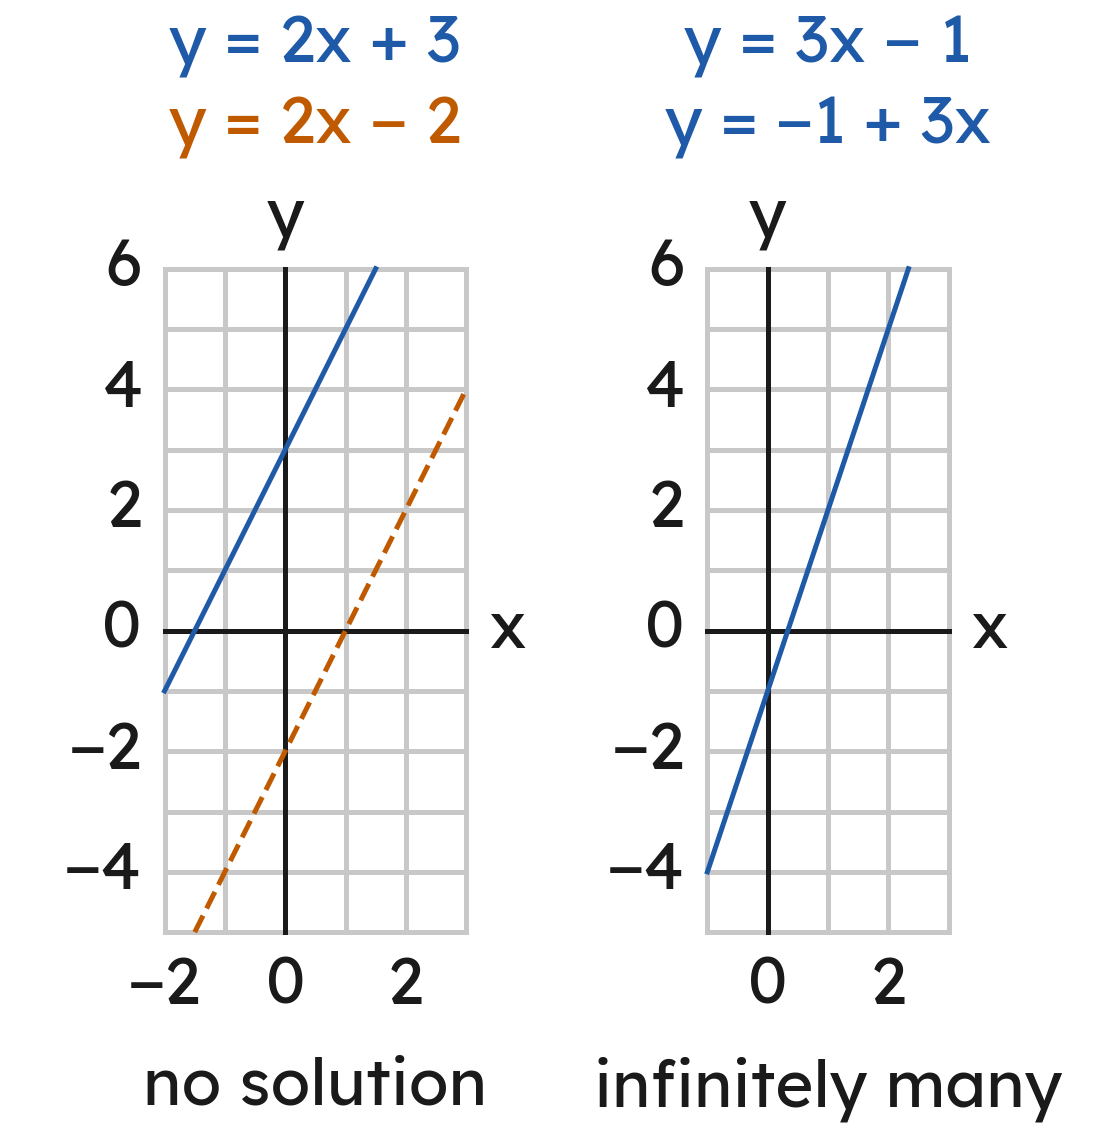 y = 2x + 3
y = 2x − 2
y
6
4
2
0
x
−2
−4
−2 0 2
no solution
y = 3x − 1
y = −1 + 3x
y
6
4
2
0
x
−2
−4
0 2
infinitely many